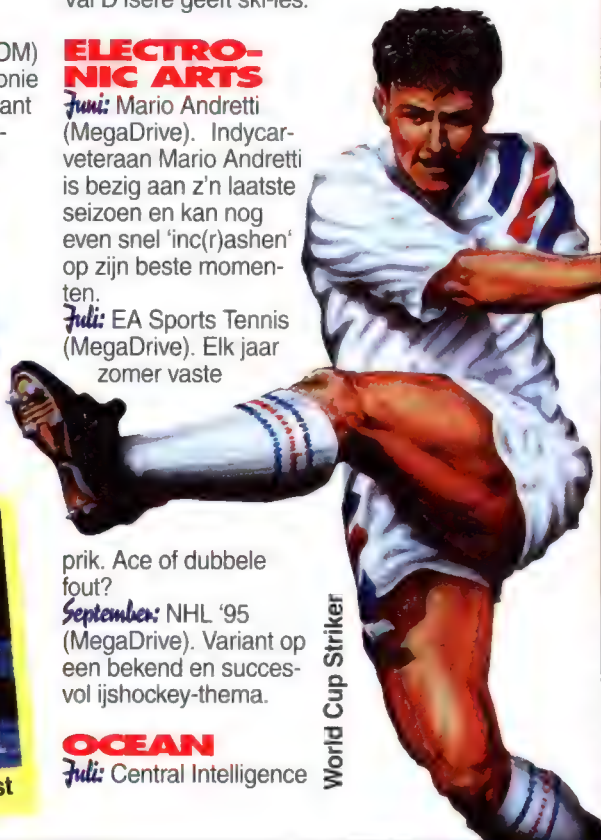 Val D'Isere geeft ski-les.
OM)
onie
ant
-
ELECTRO-
NIC ARTS
Juni: Mario Andretti
(MegaDrive). Indycar-
veteraan Mario Andretti
is bezig aan z'n laatste
seizoen en kan nog
even snel 'inc(r)ashen'
op zijn beste momen-
ten.
Juli: EA Sports Tennis
(MegaDrive). Elk jaar
zomer vaste
prik. Ace of dubbele
fout?
September: NHL '95
(MegaDrive). Variant op
een bekend en succes-
vol ijshockey-thema.
OCEAN
Juli: Central Intelligence
st
World Cup Striker